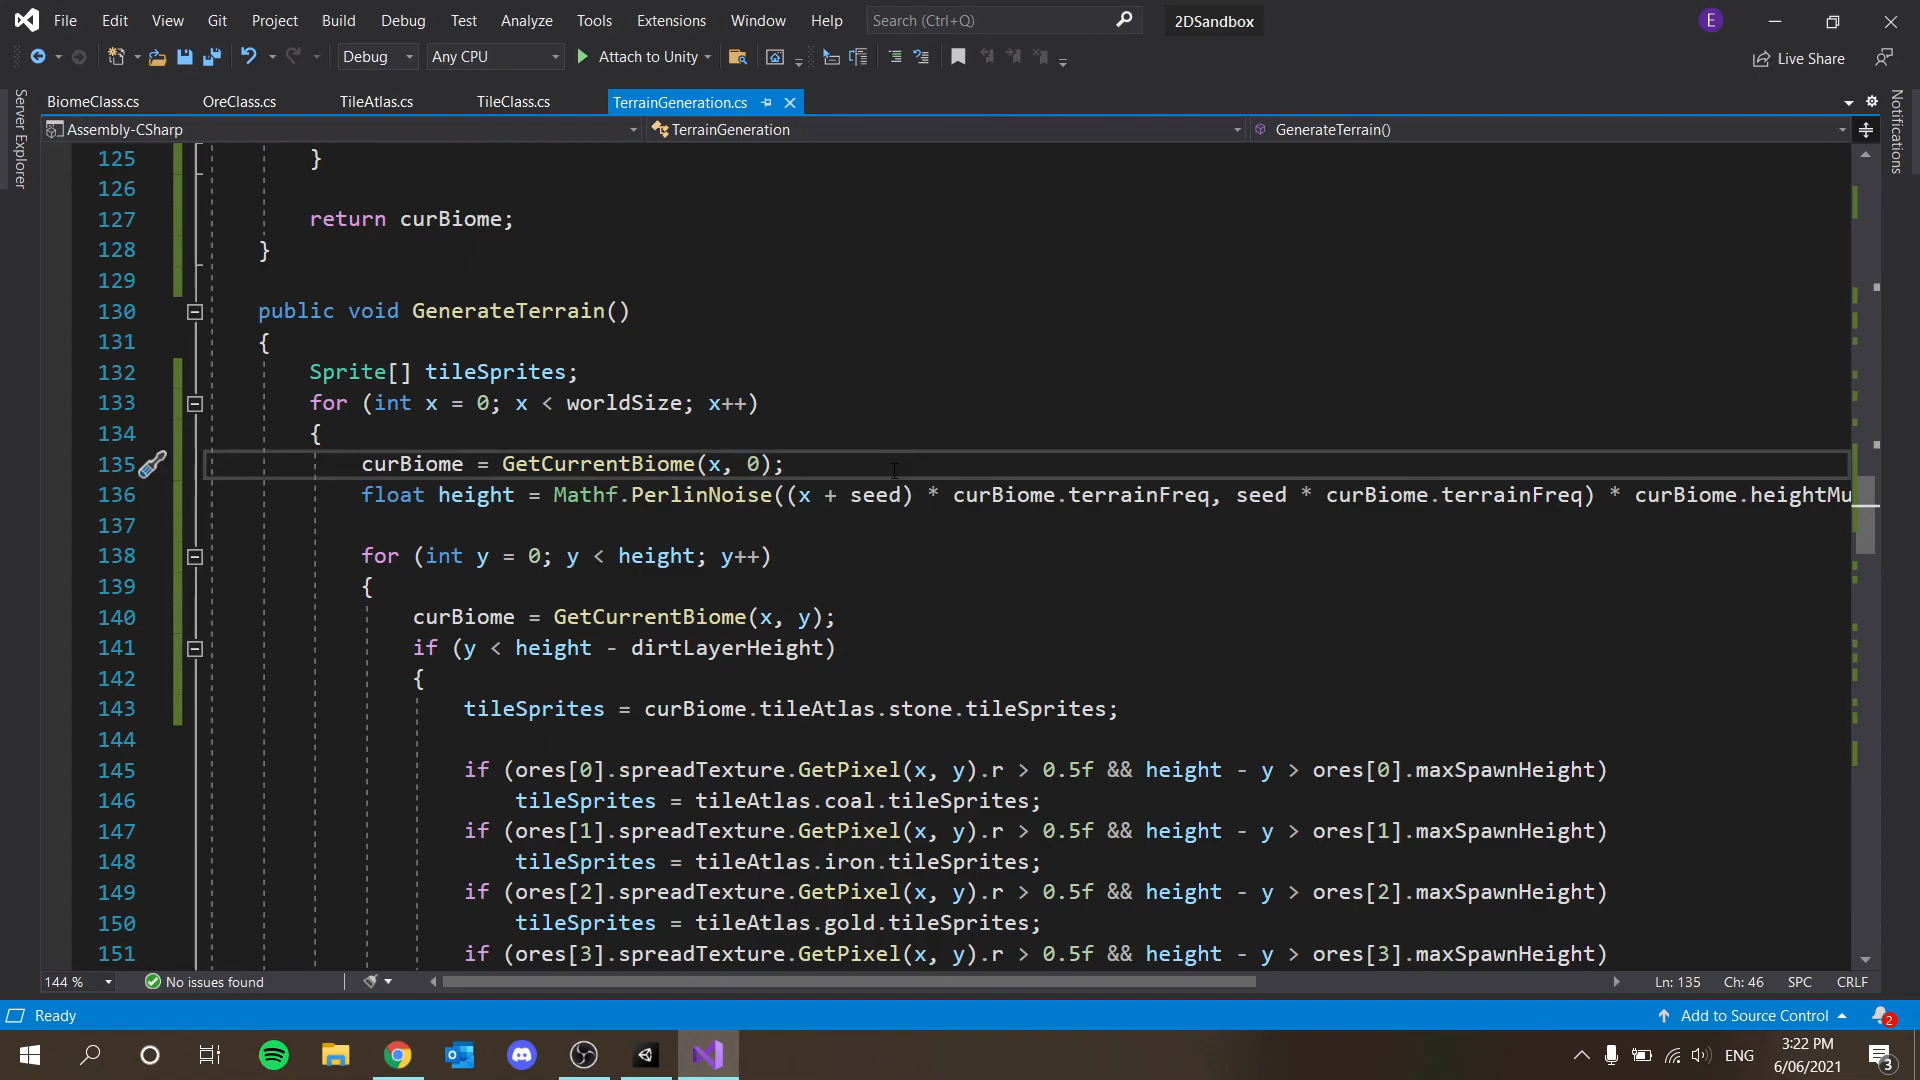 File Edit View Git Project Build Debug Test Analyze Tools Extensions Window Help Search (Ctrl+Q) 2DSandbox E
Debug Any CPU Attach to Unity Live Share
Server Explorer
Notifications
BiomeClass.cs OreClass.cs TileAtlas.cs TileClass.cs TerrainGeneration.cs
Assembly-CSharp TerrainGeneration GenerateTerrain()
125 }
126
127 return curBiome;
128 }
129
130 public void GenerateTerrain()
131 {
132 Sprite[] tileSprites;
133 for (int x = 0; x < worldSize; x++)
134 {
135 curBiome = GetCurrentBiome(x, 0);
136 float height = Mathf.PerlinNoise((x + seed) * curBiome.terrainFreq, seed * curBiome.terrainFreq) * curBiome.heightMu
137
138 for (int y = 0; y < height; y++)
139 {
140 curBiome = GetCurrentBiome(x, y);
141 if (y < height - dirtLayerHeight)
142 {
143 tileSprites = curBiome.tileAtlas.stone.tileSprites;
144
145 if (ores[0].spreadTexture.GetPixel(x, y).r > 0.5f && height - y > ores[0].maxSpawnHeight)
146 tileSprites = tileAtlas.coal.tileSprites;
147 if (ores[1].spreadTexture.GetPixel(x, y).r > 0.5f && height - y > ores[1].maxSpawnHeight)
148 tileSprites = tileAtlas.iron.tileSprites;
149 if (ores[2].spreadTexture.GetPixel(x, y).r > 0.5f && height - y > ores[2].maxSpawnHeight)
150 tileSprites = tileAtlas.gold.tileSprites;
151 if (ores[3].spreadTexture.GetPixel(x, y).r > 0.5f && height - y > ores[3].maxSpawnHeight)
144 % No issues found Ln: 135 Ch: 46 SPC CRLF
Ready Add to Source Control 2
ENG 3:22 PM
6/06/2021 3